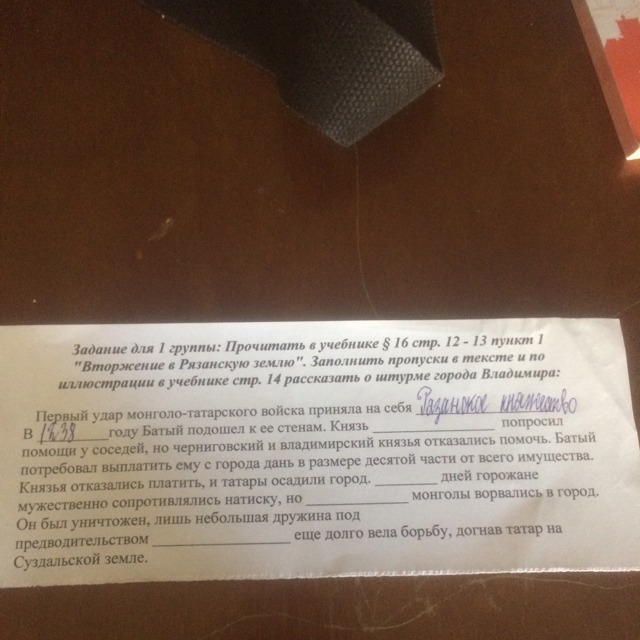 Задание для 1 группы: Прочитать в учебнике § 16 стр. 12 - 13 пункт 1
"Вторжение в Рязанскую землю". Заполнить пропуски в тексте и по
иллюстрации в учебнике стр. 14 рассказать о штурме города Владимира:
Первый удар монголо-татарского войска приняла на себя Рязанское княжество
В 1238 году Батый подошел к ее стенам. Князь ____________ попросил
помощи у соседей, но черниговский и владимирский князья отказались помочь. Батый
потребовал выплатить ему с города дань в размере десятой части от всего имущества.
Князья отказались платить, и татары осадили город. ________ дней горожане
мужественно сопротивлялись натиску, но __________ монголы ворвались в город.
Он был уничтожен, лишь небольшая дружина под
предводительством ________________ еще долго вела борьбу, догнав татар на
Суздальской земле.